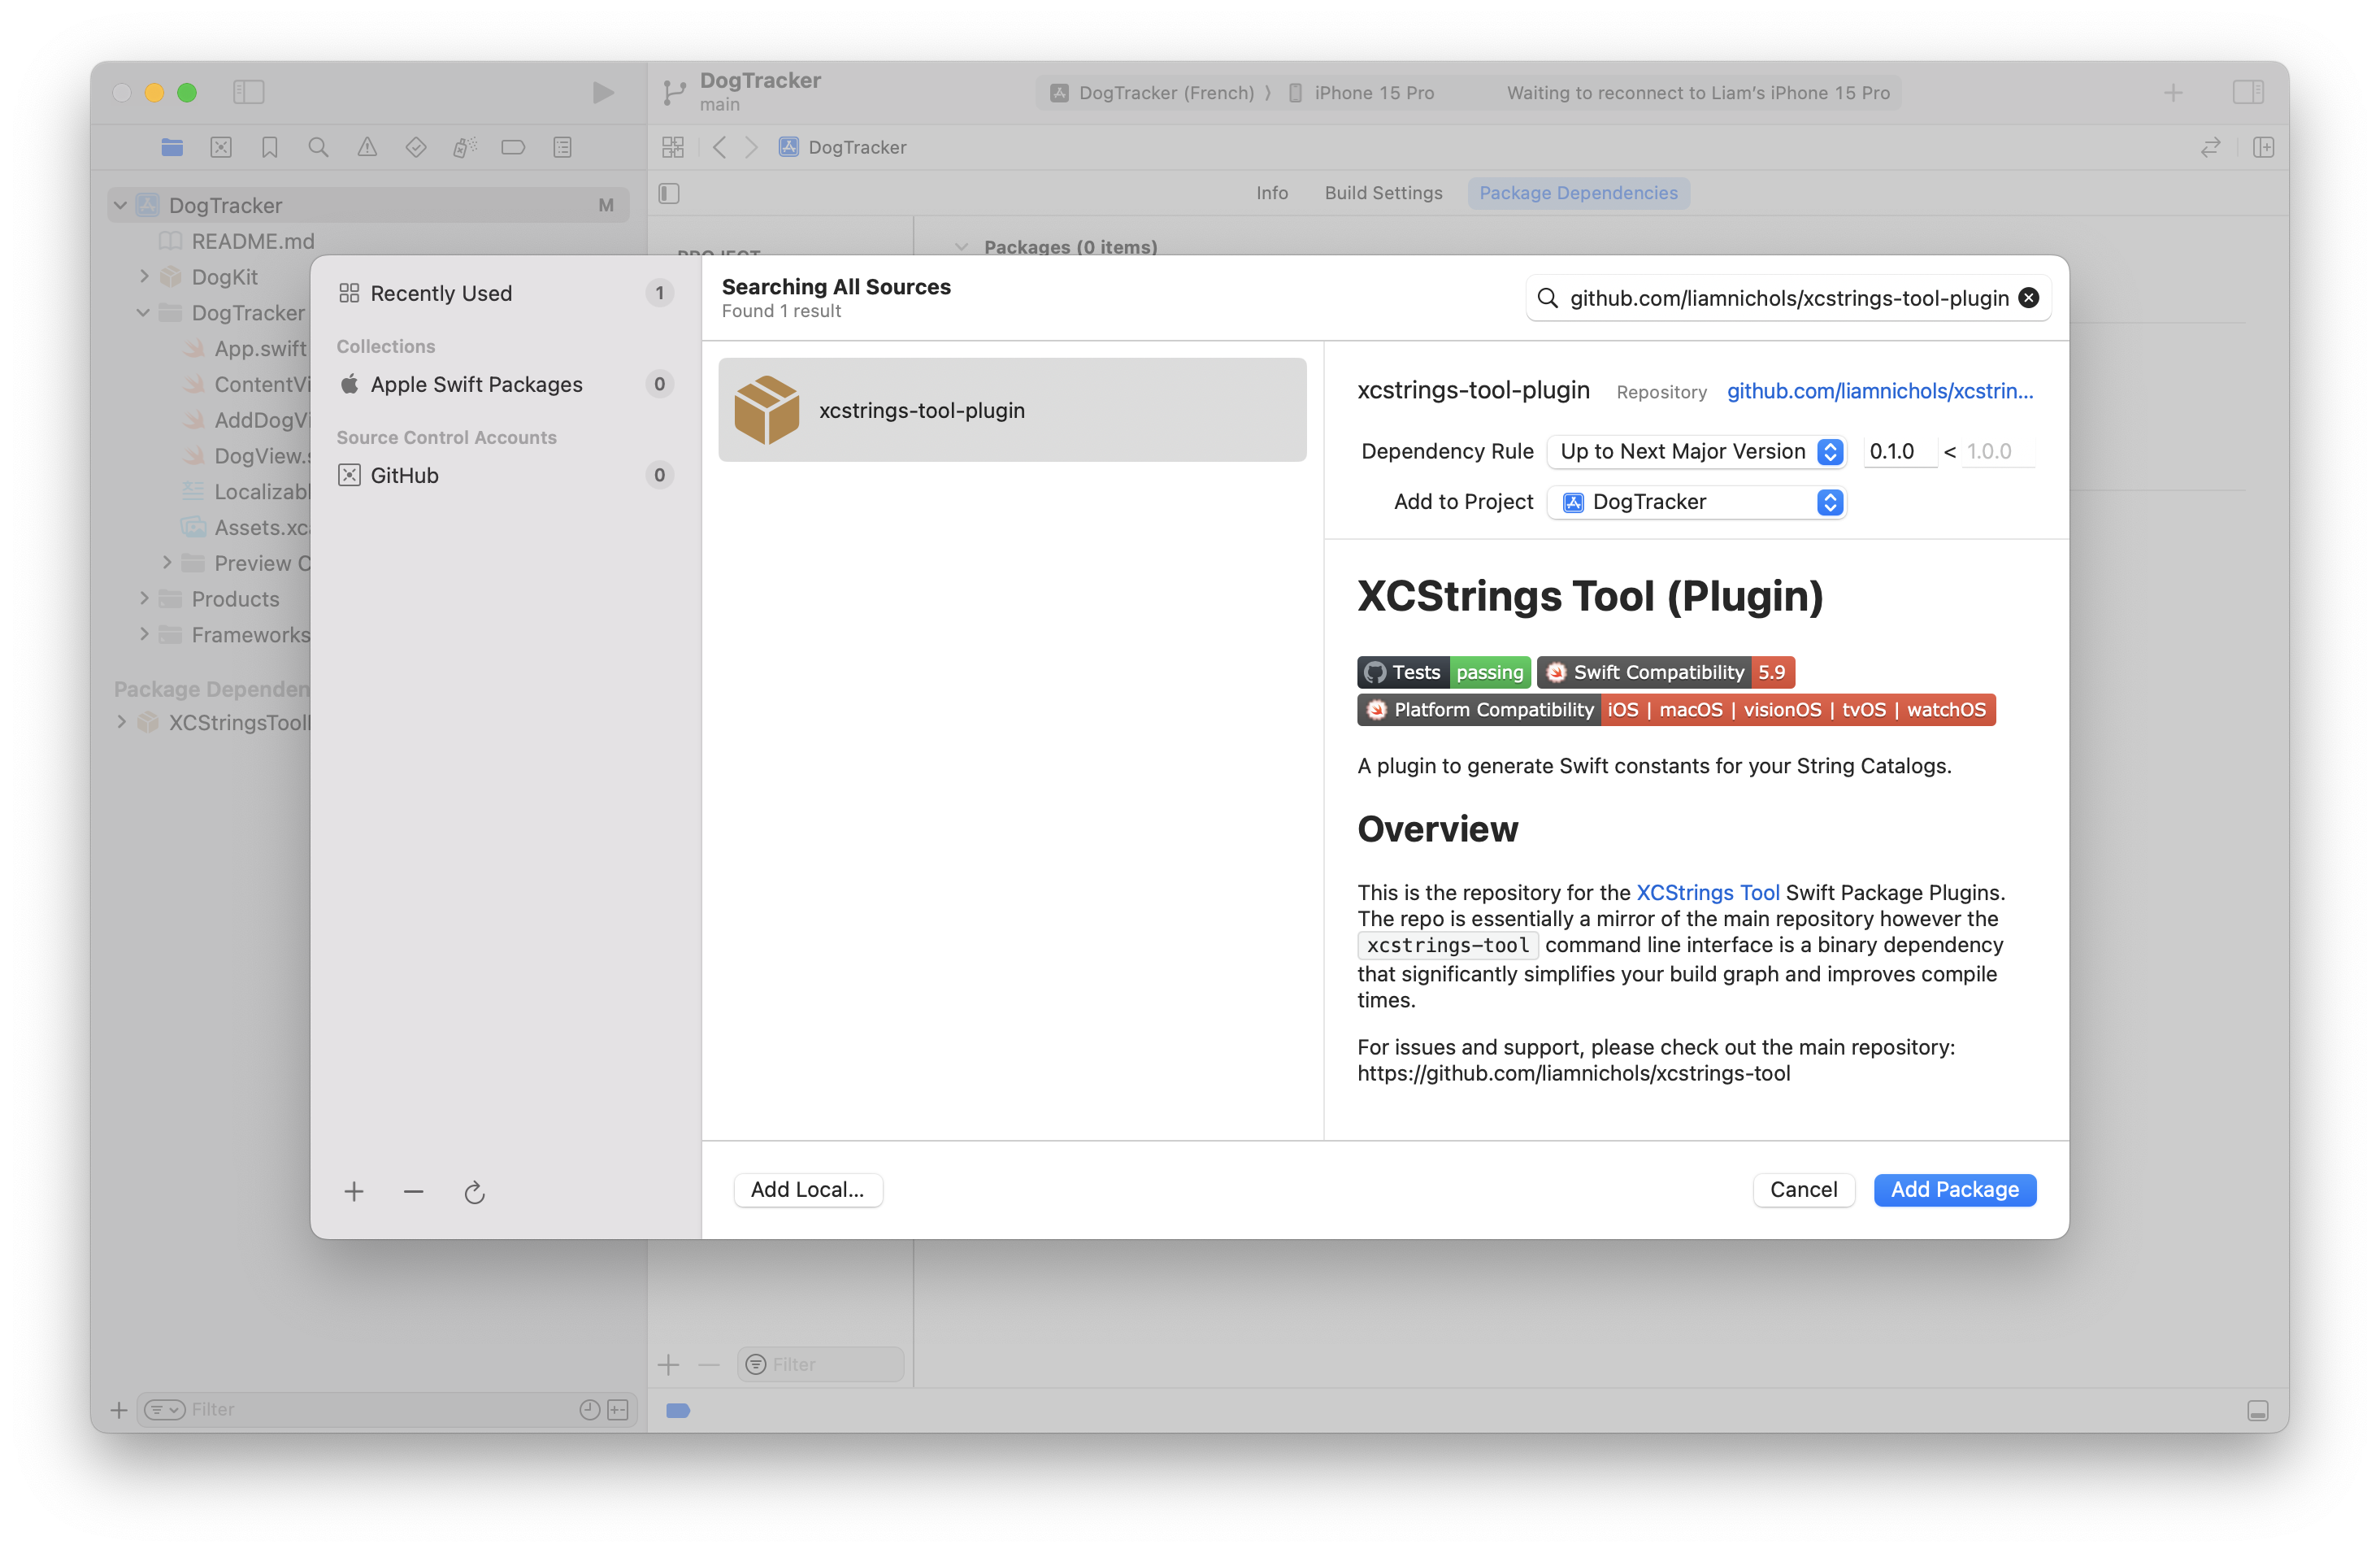 DogTracker
main
DogTracker (French) ⟩ iPhone 15 Pro
Waiting to reconnect to Liam's iPhone 15 Pro
DogTracker
Info
Build Settings
Package Dependencies
DogTracker M
README.md
DogKit
DogTracker
App.swift
ContentVi
AddDogVi
DogView.s
Localizabl
Assets.xca
Preview C
Products
Frameworks
Package Dependen
XCStringsTool
PROJECT
Packages (0 items)
Recently Used 1
Collections
Apple Swift Packages 0
Source Control Accounts
GitHub 0
Searching All Sources
Found 1 result
github.com/liamnichols/xcstrings-tool-plugin
xcstrings-tool-plugin
xcstrings-tool-plugin Repository github.com/liamnichols/xcstrin...
Dependency Rule Up to Next Major Version 0.1.0 < 1.0.0
Add to Project DogTracker
XCStrings Tool (Plugin)
Tests passing Swift Compatibility 5.9
Platform Compatibility iOS | macOS | visionOS | tvOS | watchOS
A plugin to generate Swift constants for your String Catalogs.
Overview
This is the repository for the XCStrings Tool Swift Package Plugins.
The repo is essentially a mirror of the main repository however the
xcstrings-tool command line interface is a binary dependency
that significantly simplifies your build graph and improves compile
times.
For issues and support, please check out the main repository:
https://github.com/liamnichols/xcstrings-tool
Add Local...
Cancel
Add Package
Filter
Filter